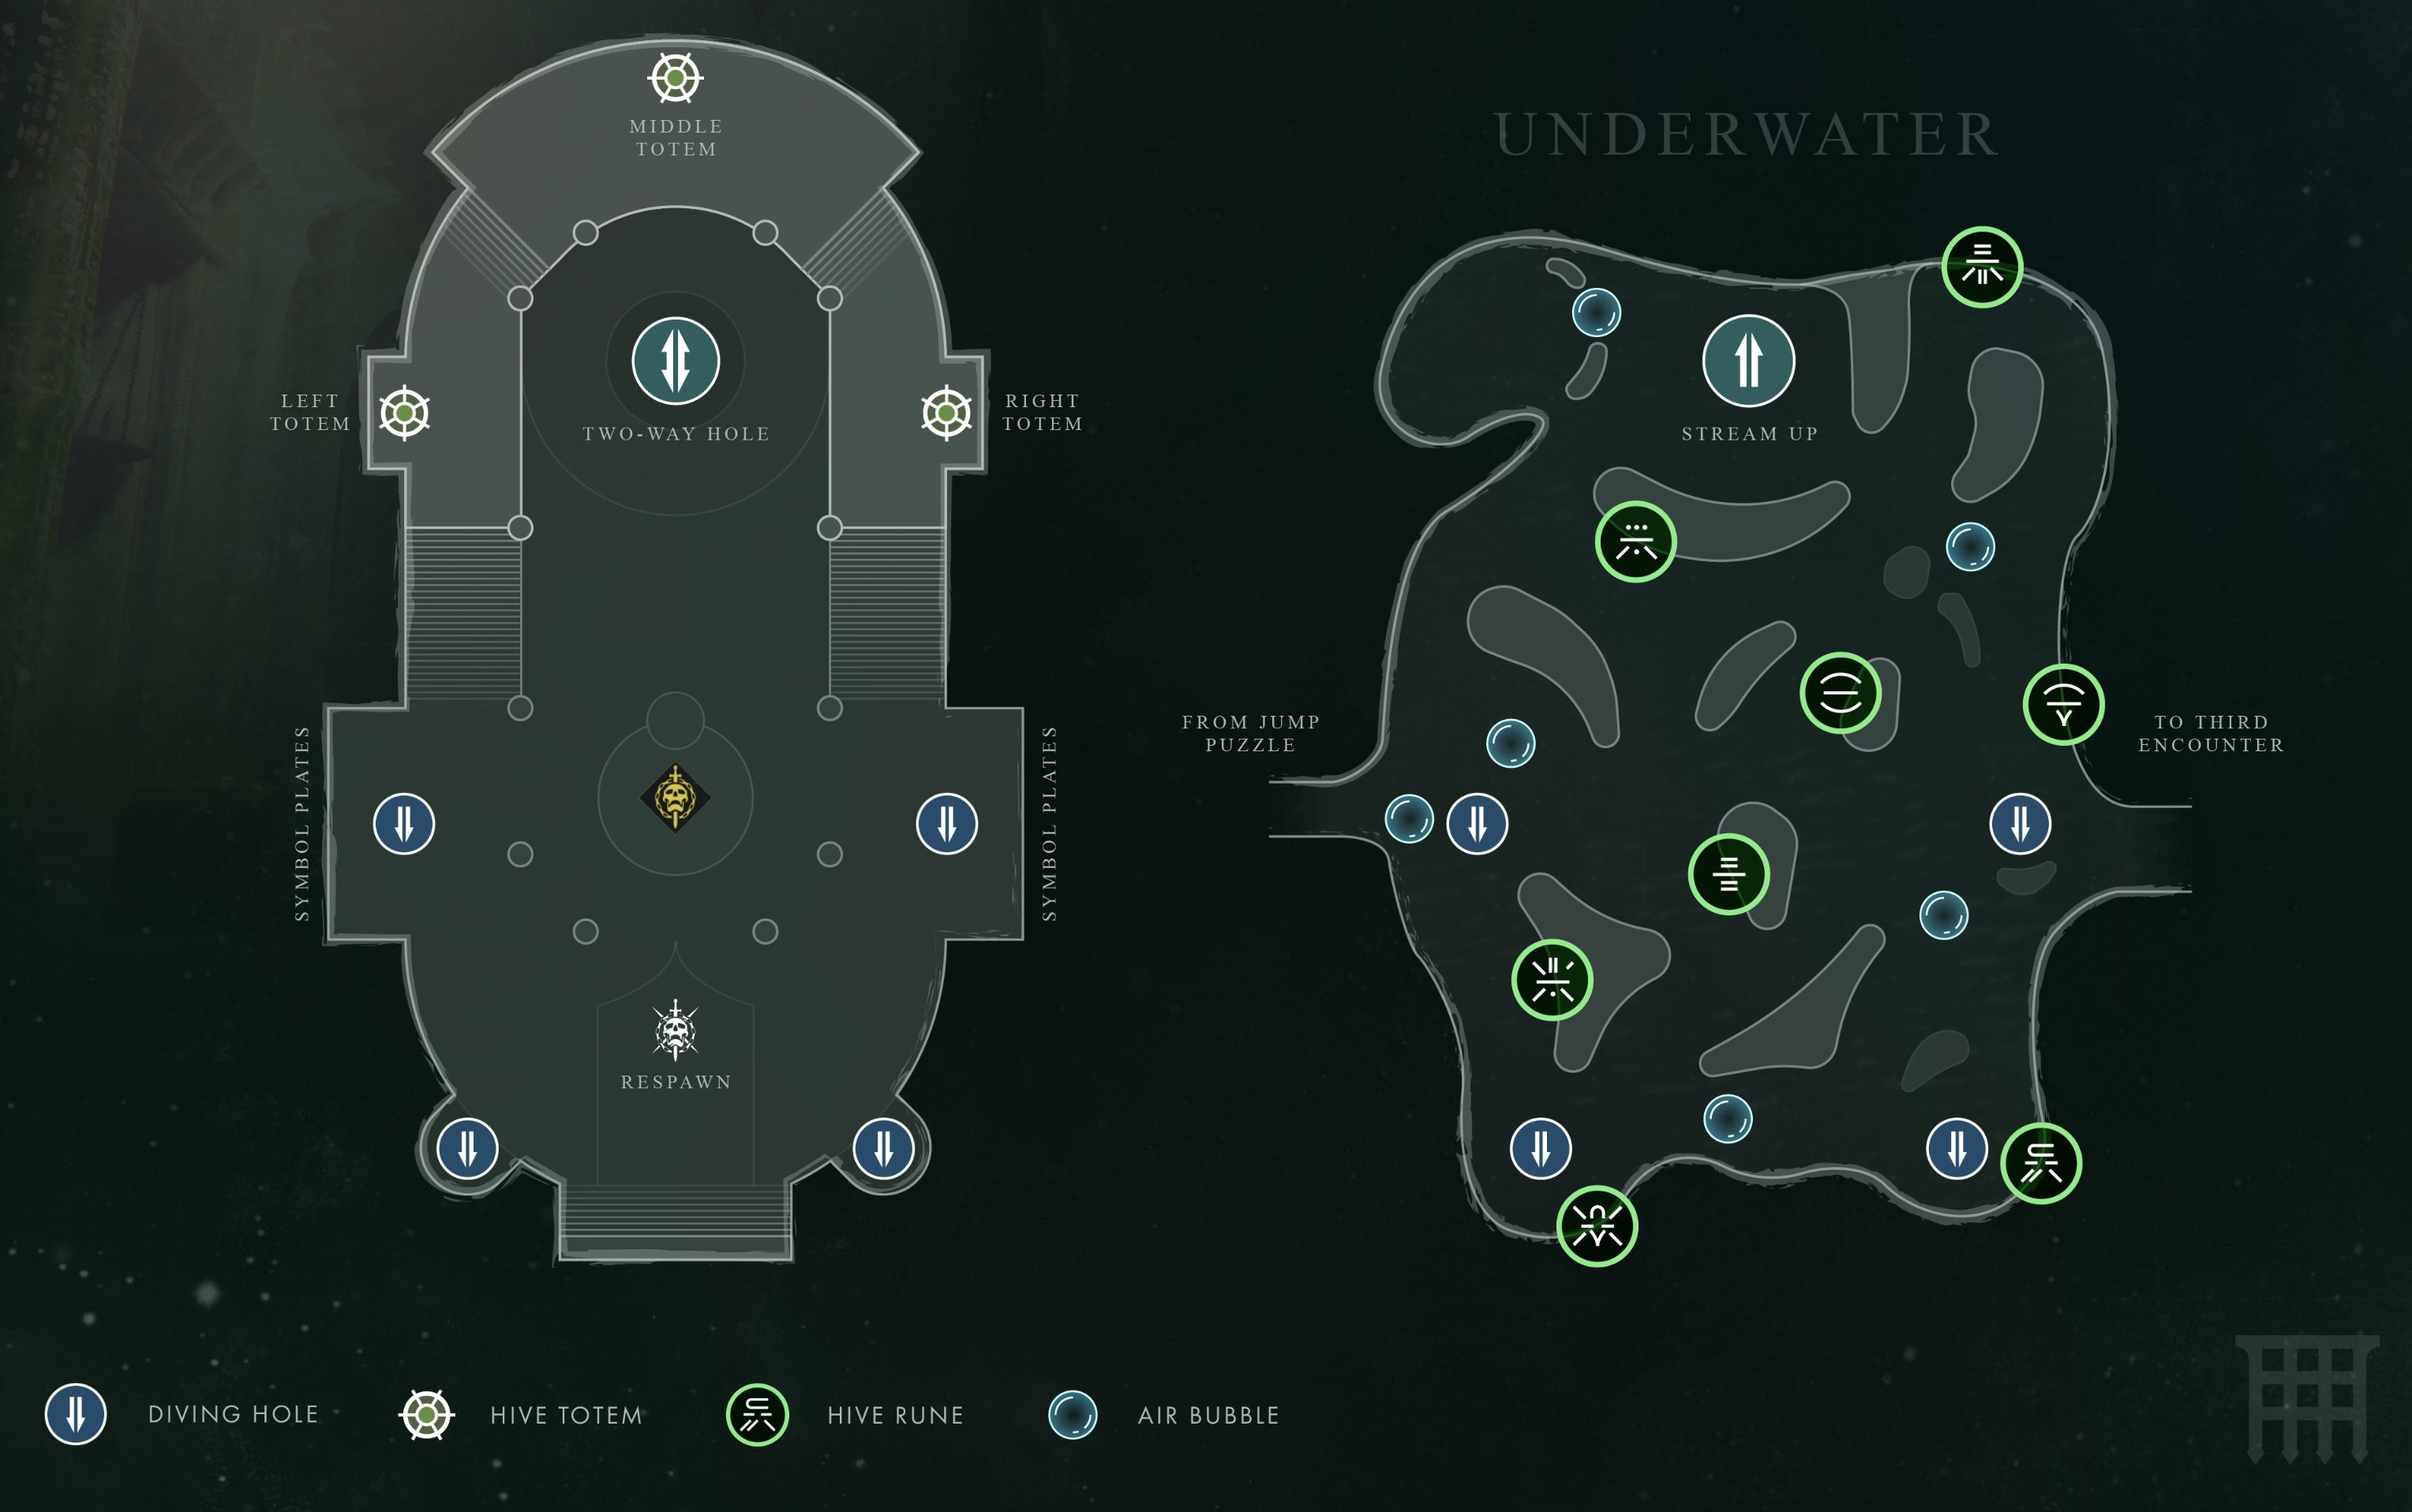 MIDDLE
TOTEM
UNDERWATER
LEFT
TOTEM
TWO-WAY HOLE
RIGHT
TOTEM
STREAM UP
SYMBOL PLATES
SYMBOL PLATES
FROM JUMP
PUZZLE
TO THIRD
ENCOUNTER
RESPAWN
DIVING HOLE
HIVE TOTEM
HIVE RUNE
AIR BUBBLE